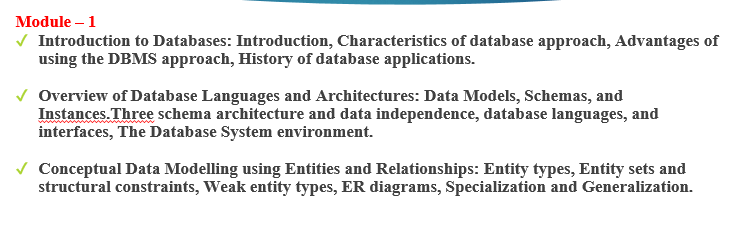 Module – 1
✓ Introduction to Databases: Introduction, Characteristics of database approach, Advantages of
using the DBMS approach, History of database applications.
✓ Overview of Database Languages and Architectures: Data Models, Schemas, and
Instances.Three schema architecture and data independence, database languages, and
interfaces, The Database System environment.
✓ Conceptual Data Modelling using Entities and Relationships: Entity types, Entity sets and
structural constraints, Weak entity types, ER diagrams, Specialization and Generalization.